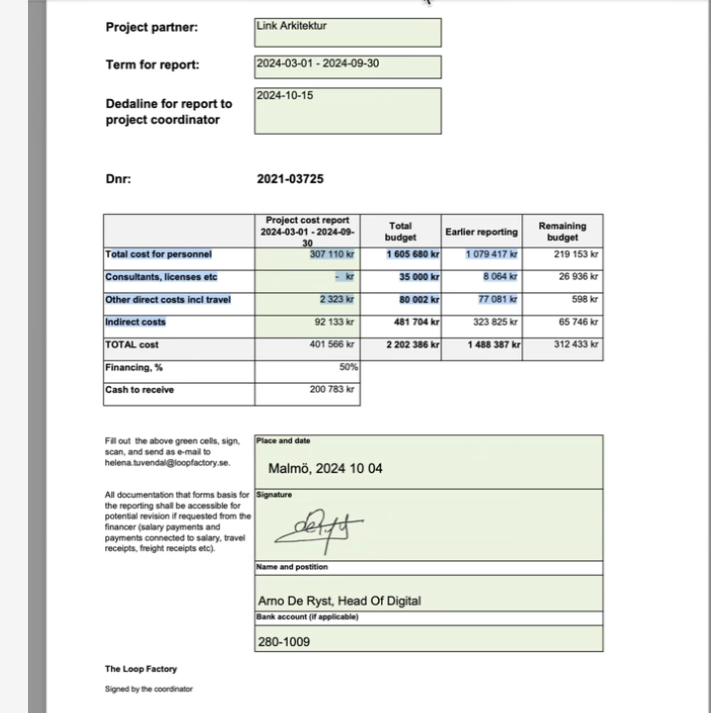 Project partner:
Link Arkitektur
Term for report:
2024-03-01 - 2024-09-30
Dedaline for report to
project coordinator
2024-10-15
Dnr:
2021-03725
Project cost report
2024-03-01 - 2024-09-
30
Total
budget
Earlier reporting
Remaining
budget
Total cost for personnel 307 110 kr 1 605 680 kr 1 079 417 kr 219 153 kr
Consultants, licenses etc - kr 35 000 kr 8 064 kr 26 936 kr
Other direct costs incl travel 2 323 kr 80 002 kr 77 081 kr 598 kr
Indirect costs 92 133 kr 481 704 kr 323 825 kr 65 746 kr
TOTAL cost 401 566 kr 2 202 386 kr 1 488 387 kr 312 433 kr
Financing, % 50%
Cash to receive 200 783 kr
Fill out the above green cells, sign,
scan, and send as e-mail to
helena.tuvendal@loopfactory.se.
Place and date
Malmö, 2024 10 04
All documentation that forms basis for
the reporting shall be accessible for
potential revision if requested from the
financer (salary payments and
payments connected to salary, travel
receipts, freight receipts etc).
Signature
Name and postition
Arno De Ryst, Head Of Digital
Bank account (if applicable)
280-1009
The Loop Factory
Signed by the coordinator